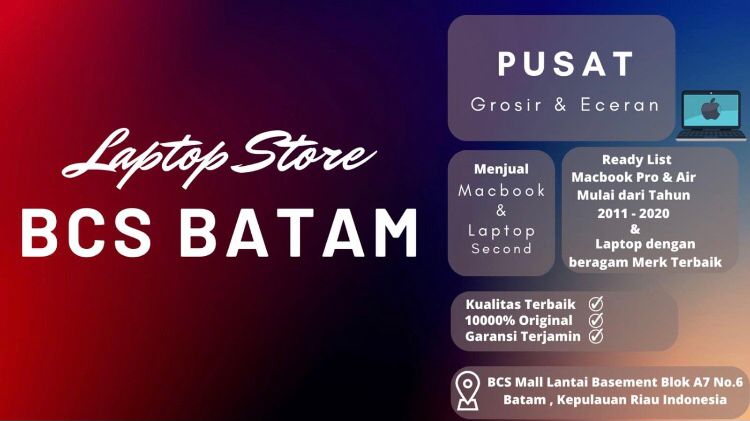 Laptop Store
BCS BATAM
PUSAT
Grosir & Eceran
Menjual
Macbook
&
Laptop
Second
Ready List
Macbook Pro & Air
Mulai dari Tahun
2011 - 2020
&
Laptop dengan
beragam Merk Terbaik
Kualitas Terbaik
10000% Original
Garansi Terjamin
BCS Mall Lantai Basement Blok A7 No.6
Batam , Kepulauan Riau Indonesia